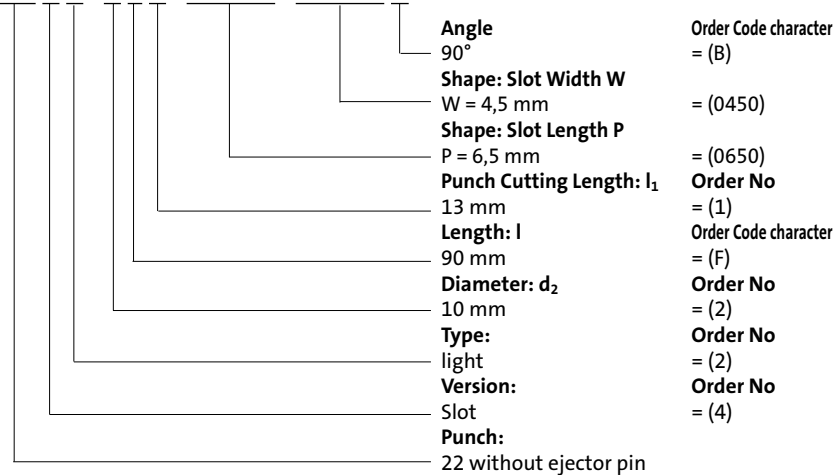 Angle Order Code character
90° = (B)
Shape: Slot Width W
W = 4,5 mm = (0450)
Shape: Slot Length P
P = 6,5 mm = (0650)
Punch Cutting Length: l₁ Order No
13 mm = (1)
Length: l Order Code character
90 mm = (F)
Diameter: d₂ Order No
10 mm = (2)
Type: Order No
light = (2)
Version: Order No
Slot = (4)
Punch:
22 without ejector pin